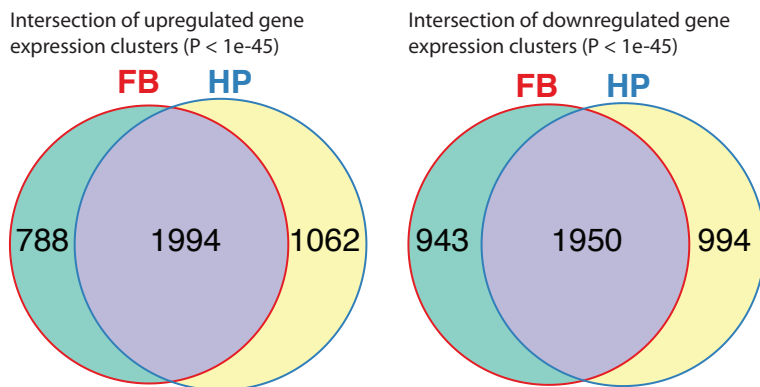 Intersection of upregulated gene
expression clusters (P < 1e-45)
FB HP
788 1994 1062
Intersection of downregulated gene
expression clusters (P < 1e-45)
FB HP
943 1950 994